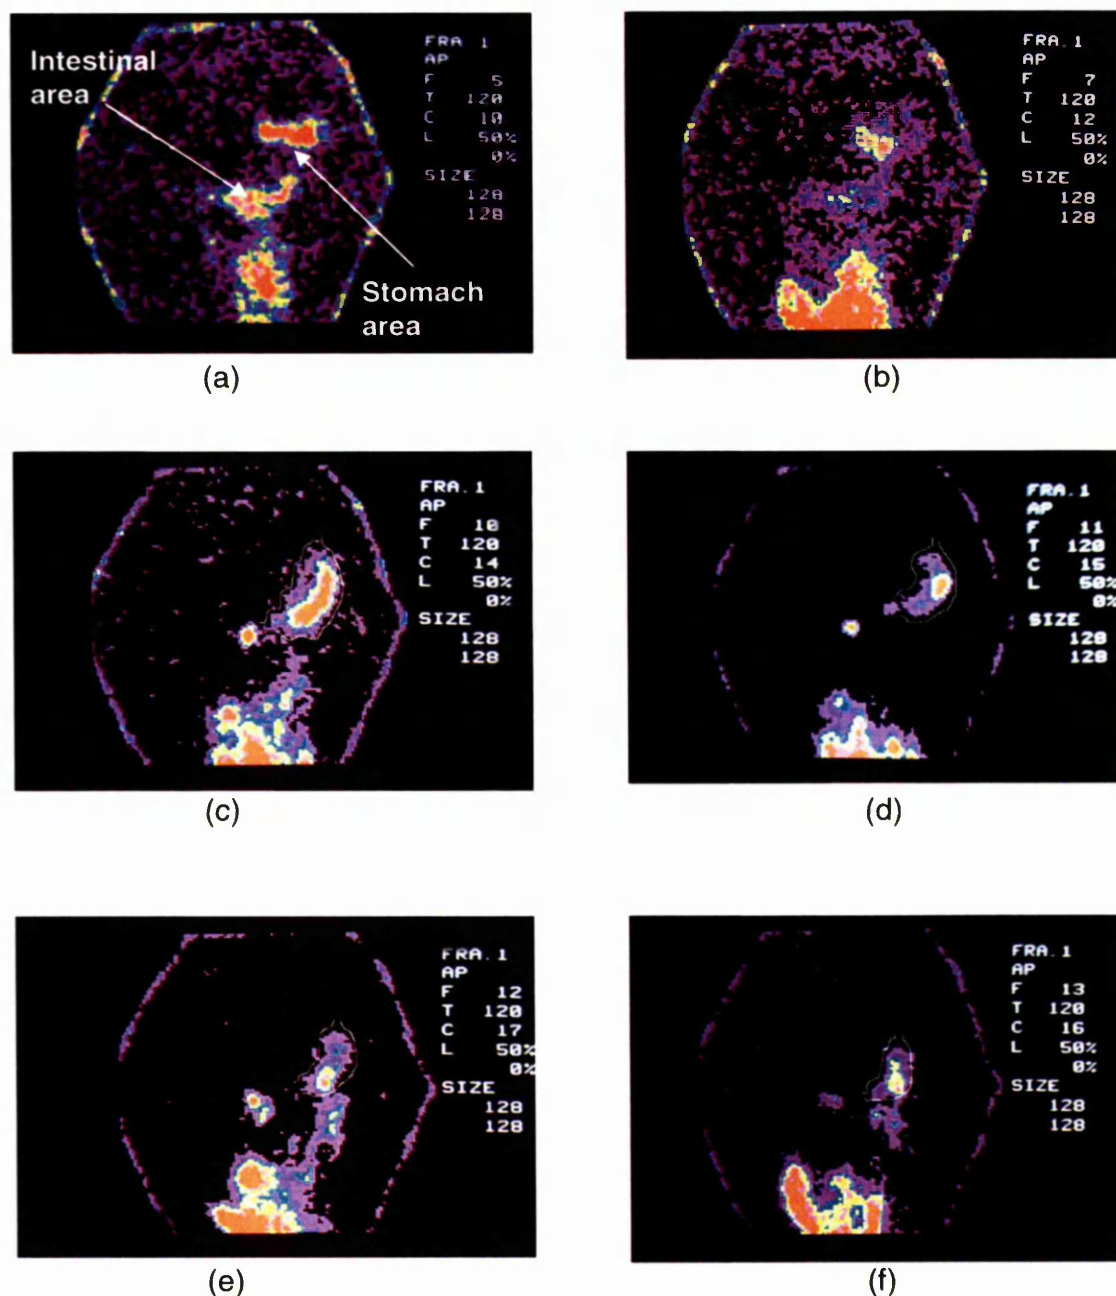 Intestinal
area
Stomach
area
FRA.1
AP
F 5
T 120
C 10
L 50%
0%
SIZE
128
128
(a)
FRA.1
AP
F 7
T 120
C 12
L 50%
0%
SIZE
128
128
(b)
FRA.1
AP
F 10
T 120
C 14
L 50%
0%
SIZE
128
128
(c)
FRA.1
AP
F 11
T 120
C 15
L 50%
0%
SIZE
128
128
(d)
FRA.1
AP
F 12
T 120
C 17
L 50%
0%
SIZE
128
128
(e)
FRA.1
AP
F 13
T 120
C 16
L 50%
0%
SIZE
128
128
(f)